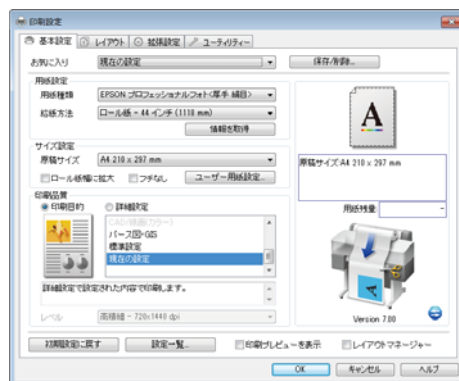 印刷設定
基本設定 レイアウト 拡張設定 ユーティリティー
お気に入り 現在の設定 保存/削除...
用紙設定
用紙種類 EPSON プロフェッショナルフォト<厚手 絹目>
給紙方法 ロール紙 - 44 インチ (1118 mm)
情報を取得
サイズ設定
原稿サイズ A4 210 x 297 mm
ロール紙幅に拡大 フチなし ユーザー用紙設定...
印刷品質
印刷目的 詳細設定
CAD/線画(カラー)
パース図・GIS
標準設定
現在の設定
詳細設定で設定された内容で印刷します。
レベル 高精細 - 720x1440 dpi
A
原稿サイズ:A4 210 x 297 mm
用紙残量
Version 7.00
初期設定に戻す 設定一覧... 印刷プレビューを表示 レイアウトマネージャー
OK キャンセル ヘルプ